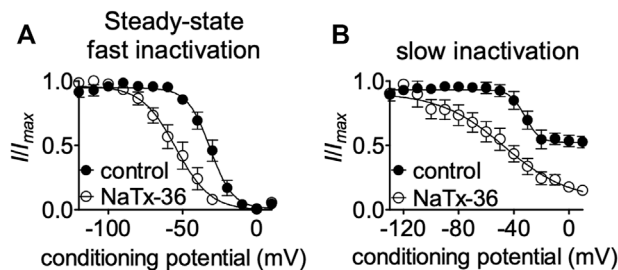 A
Steady-state
fast inactivation
1.0
0.5
0.0
I/Imax
control
NaTx-36
-100
-50
0
conditioning potential (mV)
B
slow inactivation
1.0
0.5
0.0
I/Imax
control
NaTx-36
-120
-80
-40
0
conditioning potential (mV)